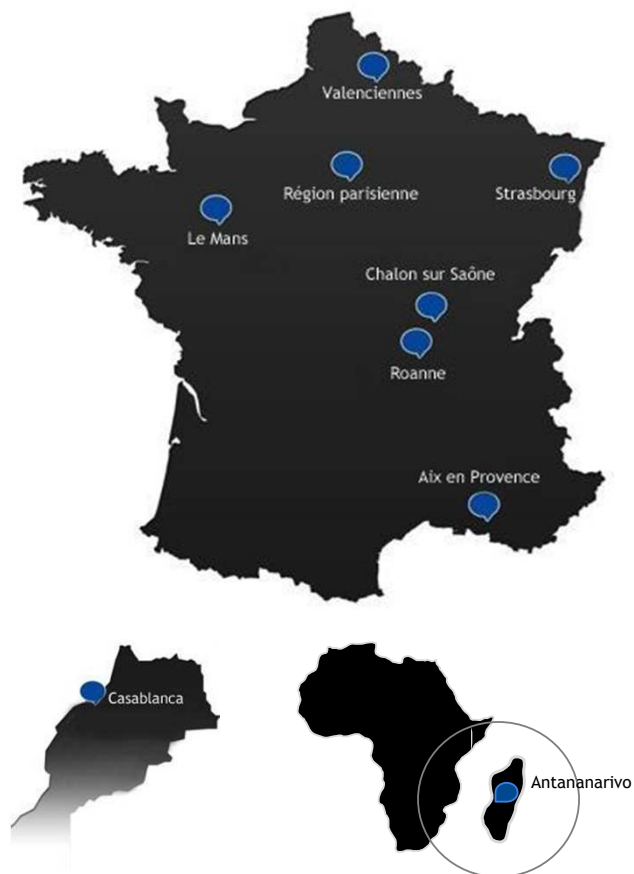 Valenciennes
Région parisienne
Strasbourg
Le Mans
Chalon sur Saône
Roanne
Aix en Provence
Casablanca
Antananarivo